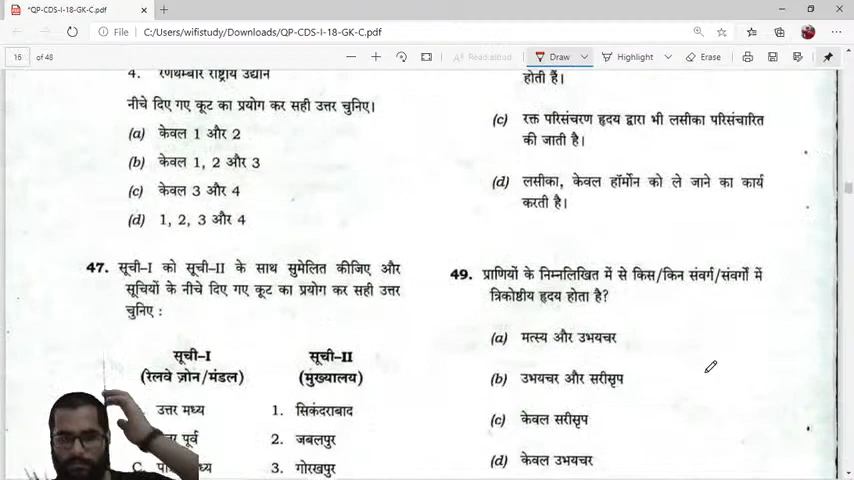 *QP-CDS-I-18-GK-C.pdf
File C:/Users/wifistudy/Downloads/QP-CDS-I-18-GK-C.pdf
16 of 48
Read aloud
Draw
Highlight
Erase
4. रणथम्बोर राष्ट्रीय उद्यान
नीचे दिए गए कूट का प्रयोग कर सही उत्तर चुनिए।
(a) केवल 1 और 2
(b) केवल 1, 2 और 3
(c) केवल 3 और 4
(d) 1, 2, 3 और 4
47. सूची-I को सूची-II के साथ सुमेलित कीजिए और
सूचियों के नीचे दिए गए कूट का प्रयोग कर सही उत्तर
चुनिए :
सूची-I सूची-II
(रेलवे ज़ोन/मंडल) (मुख्यालय)
उत्तर मध्य 1. सिकंदराबाद
पूर्व 2. जबलपुर
C. मध्य 3. गोरखपुर
होती हैं।
(c) रक्त परिसंचरण हृदय द्वारा भी लसीका परिसंचारित
की जाती है।
(d) लसीका, केवल हॉर्मोन को ले जाने का कार्य
करती है।
49. प्राणियों के निम्नलिखित में से किस/किन संवर्ग/संवर्गों में
त्रिकोष्ठीय हृदय होता है?
(a) मत्स्य और उभयचर
(b) उभयचर और सरीसृप
(c) केवल सरीसृप
(d) केवल उभयचर